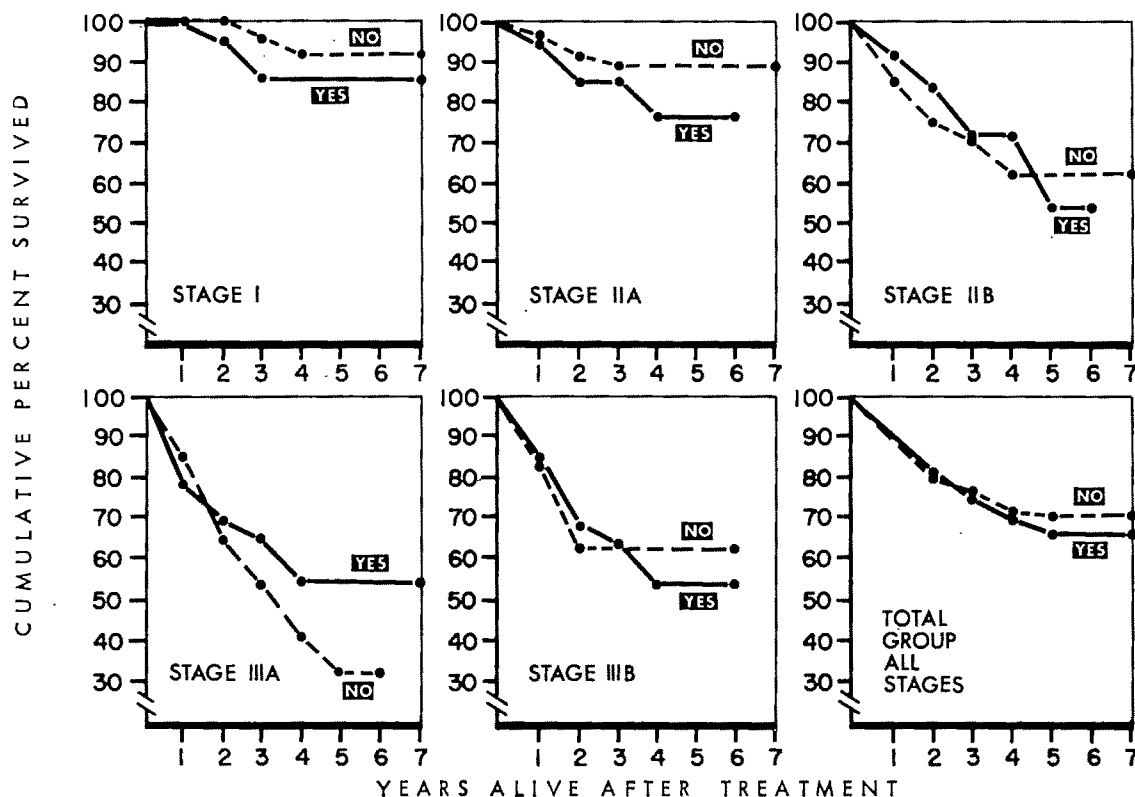 CUMULATIVE PERCENT SURVIVED
100
90
80
70
60
50
40
30
NO
YES
STAGE I
1 2 3 4 5 6 7
100
90
80
70
60
50
40
30
NO
YES
STAGE IIA
1 2 3 4 5 6 7
100
90
80
70
60
50
40
30
NO
YES
STAGE IIB
1 2 3 4 5 6 7
100
90
80
70
60
50
40
30
YES
STAGE IIIA
NO
1 2 3 4 5 6 7
100
90
80
70
60
50
40
30
NO
YES
STAGE IIIB
1 2 3 4 5 6 7
100
90
80
70
60
50
40
30
NO
YES
TOTAL
GROUP
ALL
STAGES
1 2 3 4 5 6 7
YEARS ALIVE AFTER TREATMENT